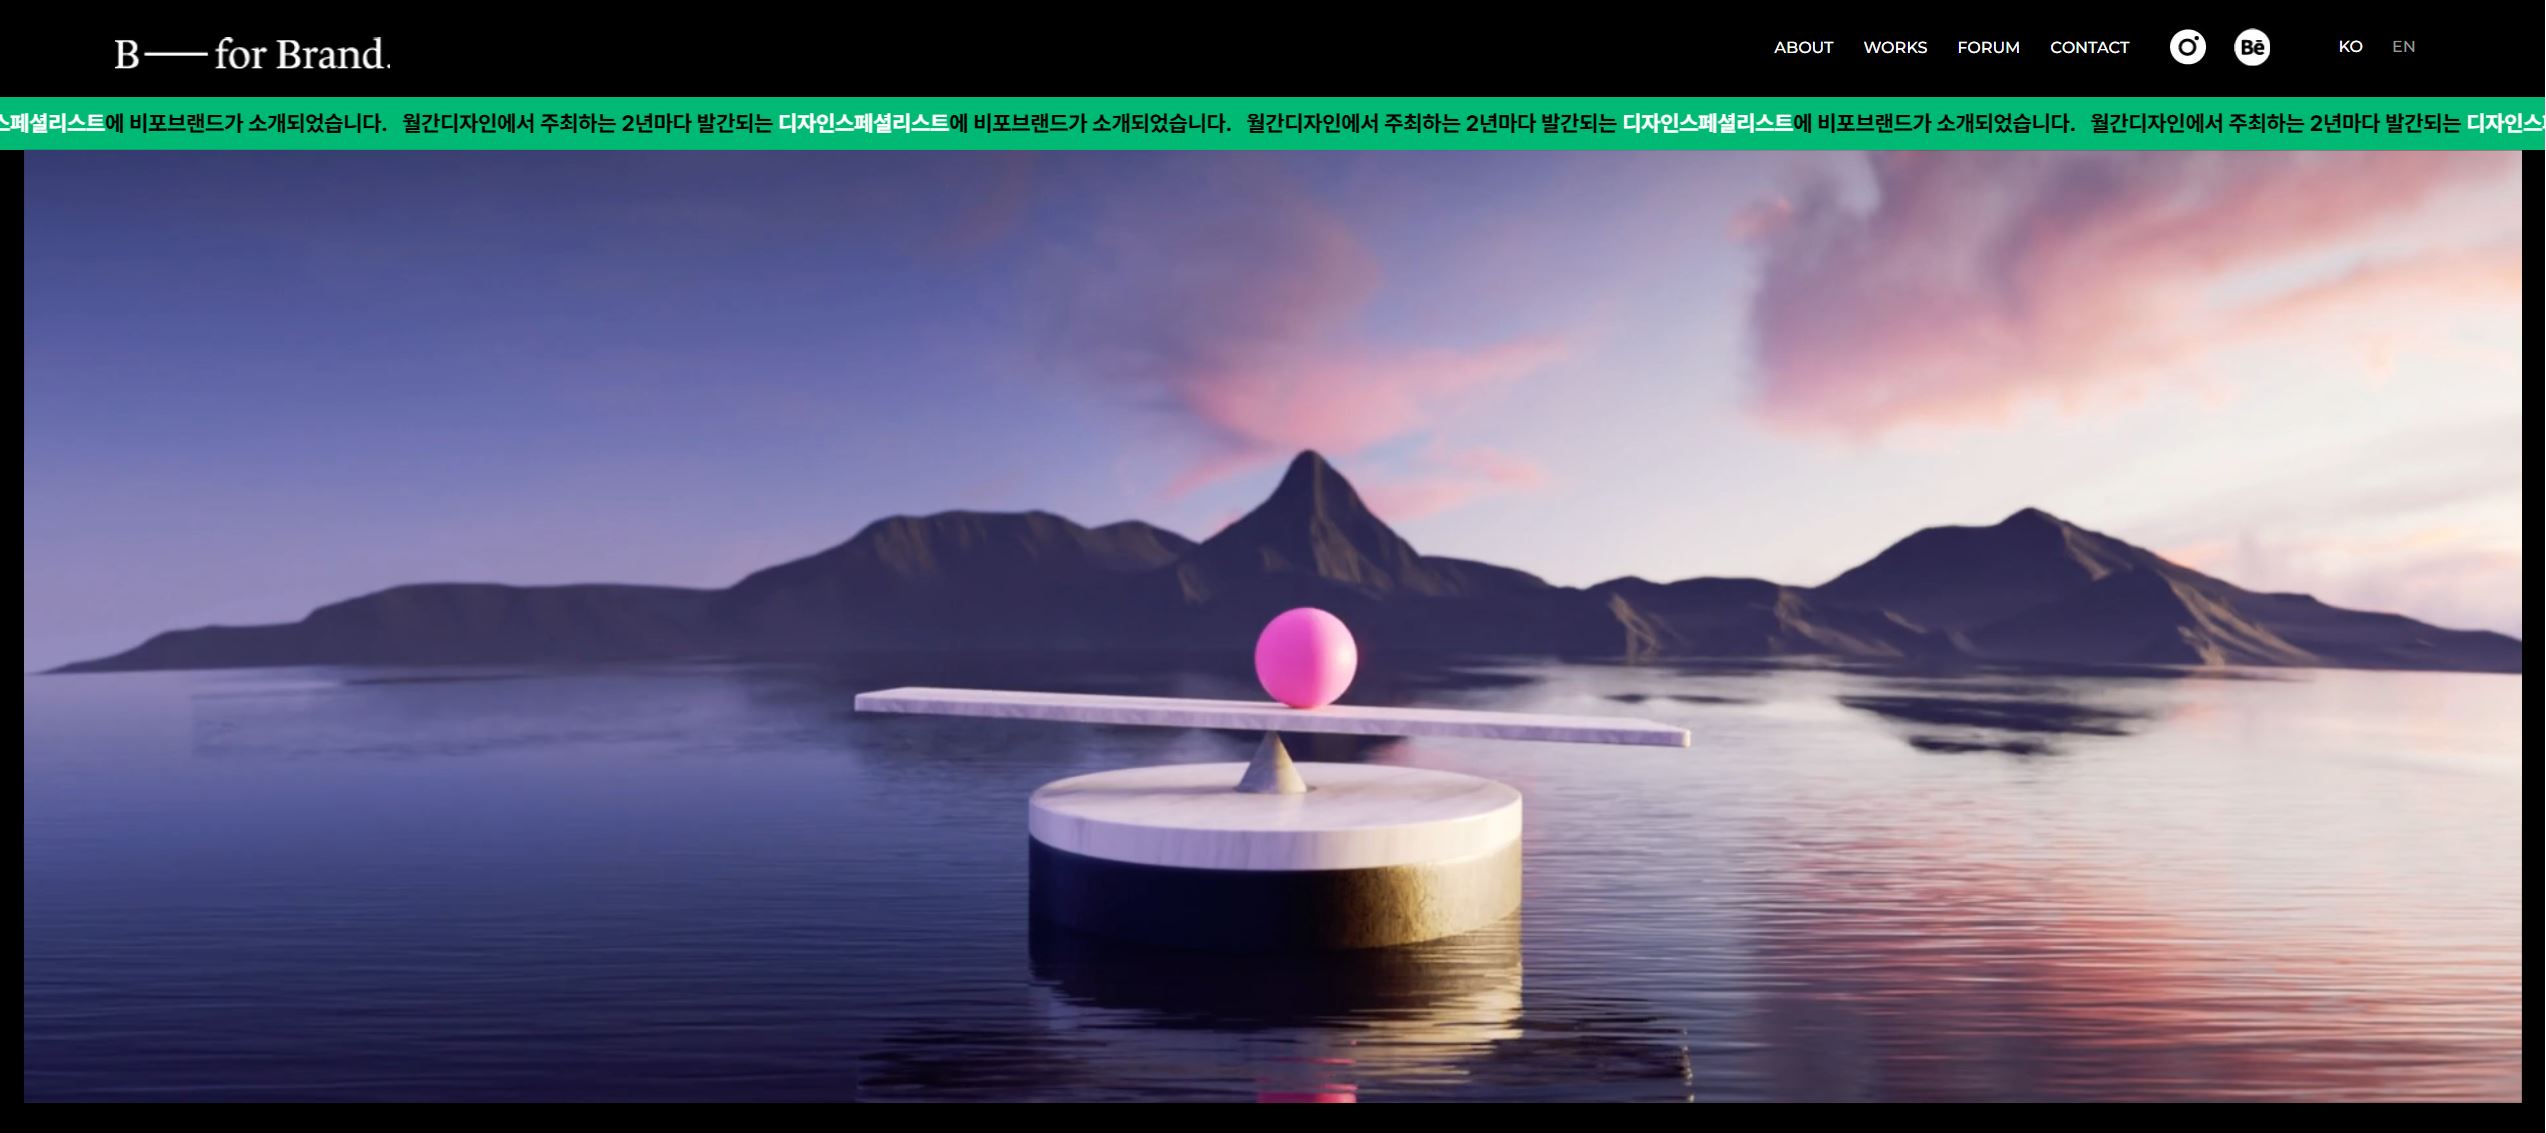 B — for Brand.
ABOUT WORKS FORUM CONTACT Bē KO EN
스페셜리스트에 비포브랜드가 소개되었습니다. 월간디자인에서 주최하는 2년마다 발간되는 디자인스페셜리스트에 비포브랜드가 소개되었습니다. 월간디자인에서 주최하는 2년마다 발간되는 디자인스페셜리스트에 비포브랜드가 소개되었습니다. 월간디자인에서 주최하는 2년마다 발간되는 디자인스